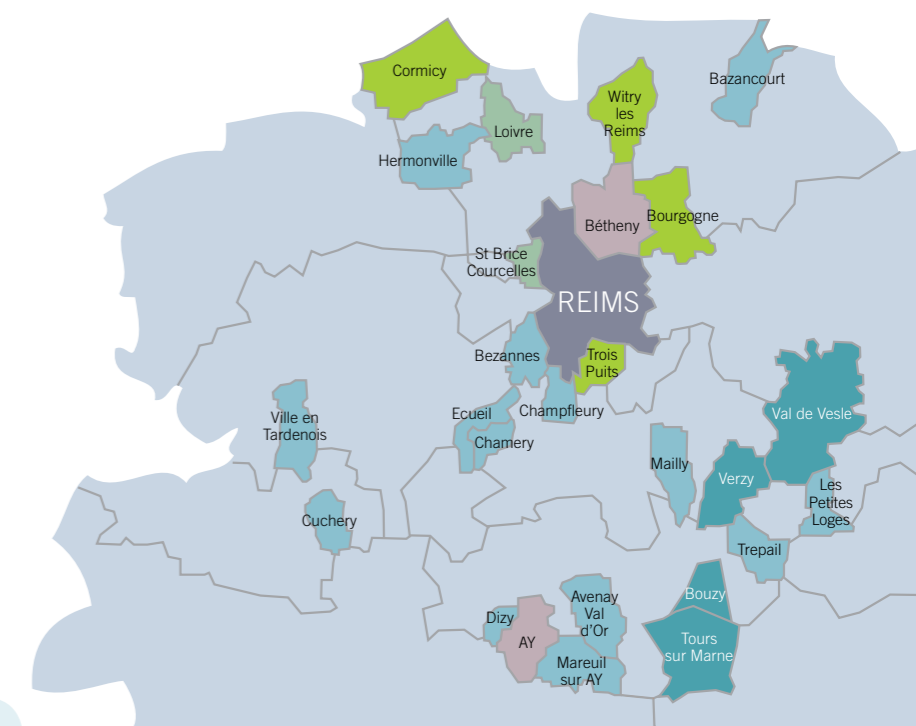 Cormicy
Bazancourt
Witry
les
Reims
Loivre
Hermonville
Bétheny
Bourgogne
St Brice
Courcelles
REIMS
Bezannes
Trois
Puits
Ville en
Tardenois
Ecueil
Champfleury
Val de Vesle
Chamery
Mailly
Verzy
Les
Petites
Loges
Cuchery
Trepail
Avenay
Val
d'Or
Bouzy
Dizy
AY
Tours
sur Marne
Mareuil
sur AY